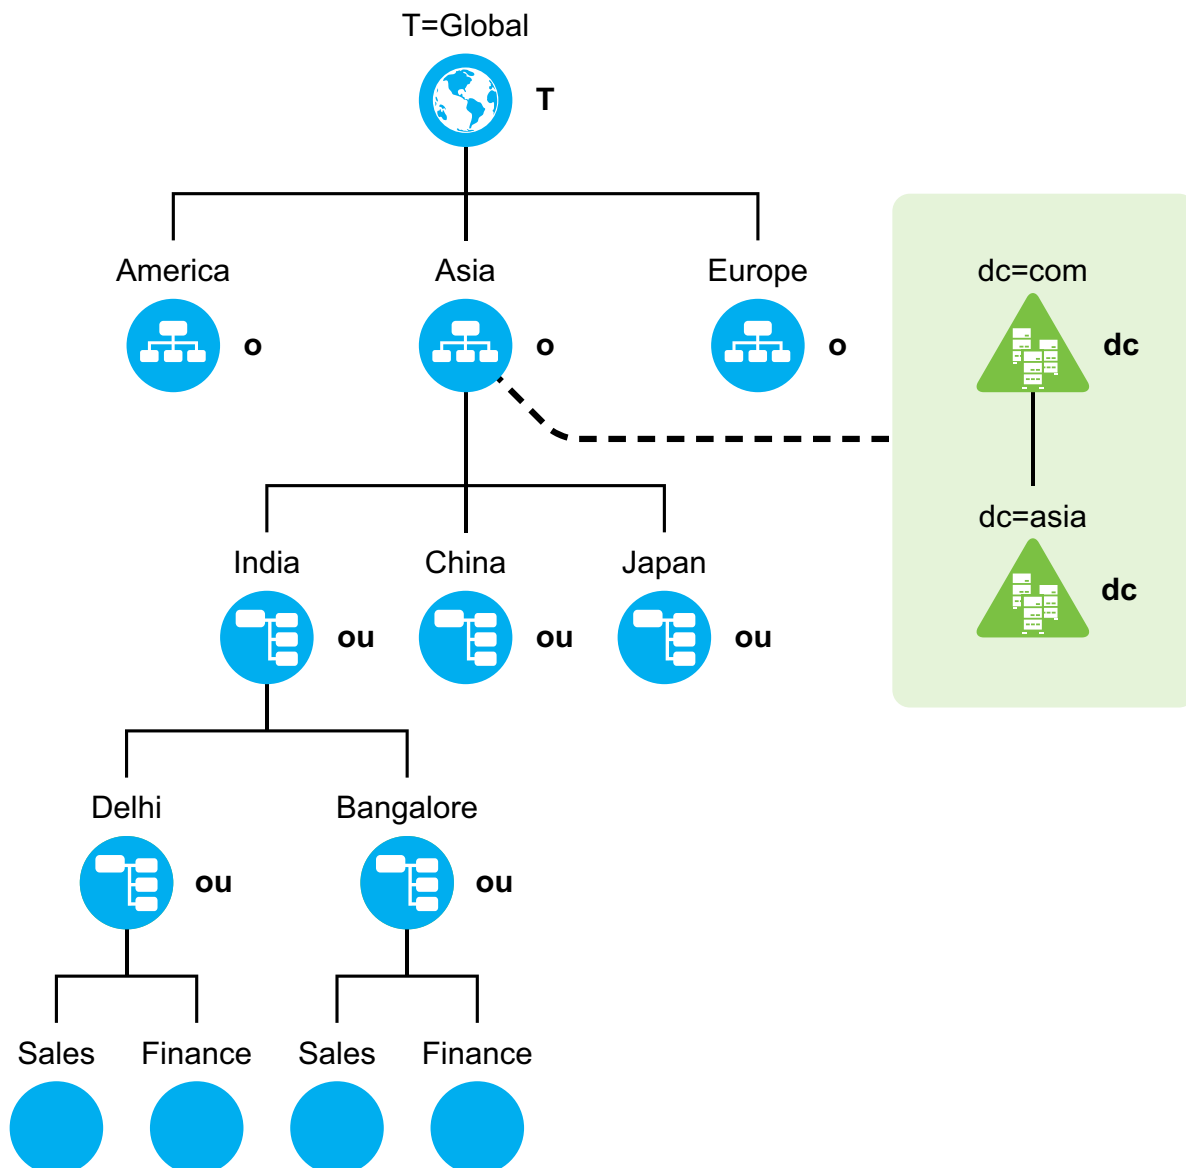 T=Global
T
America
Asia
Europe
dc=com
o
o
o
dc
dc=asia
India
China
Japan
dc
ou
ou
ou
Delhi
Bangalore
ou
ou
Sales
Finance
Sales
Finance